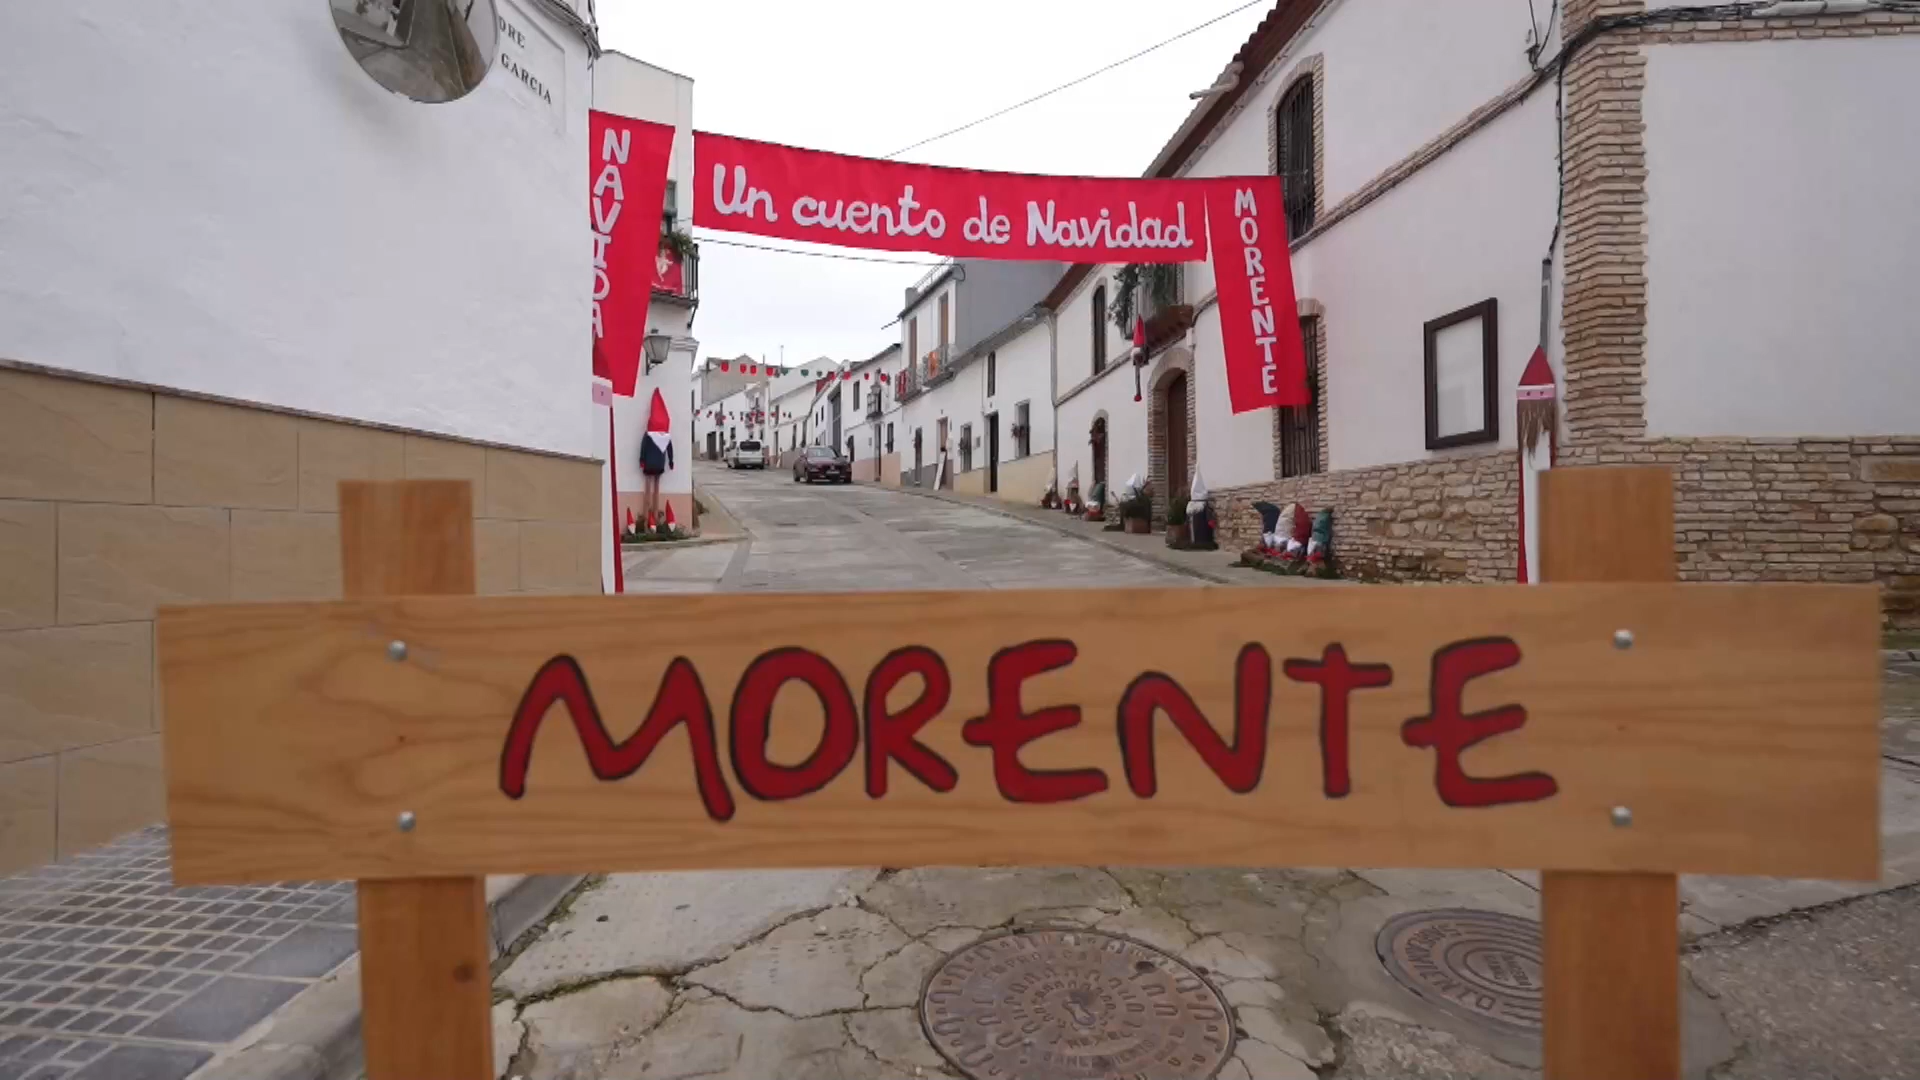 DRE
GARCIA
NAVIDA
Un cuento de Navidad
MORENTE
MORENTE